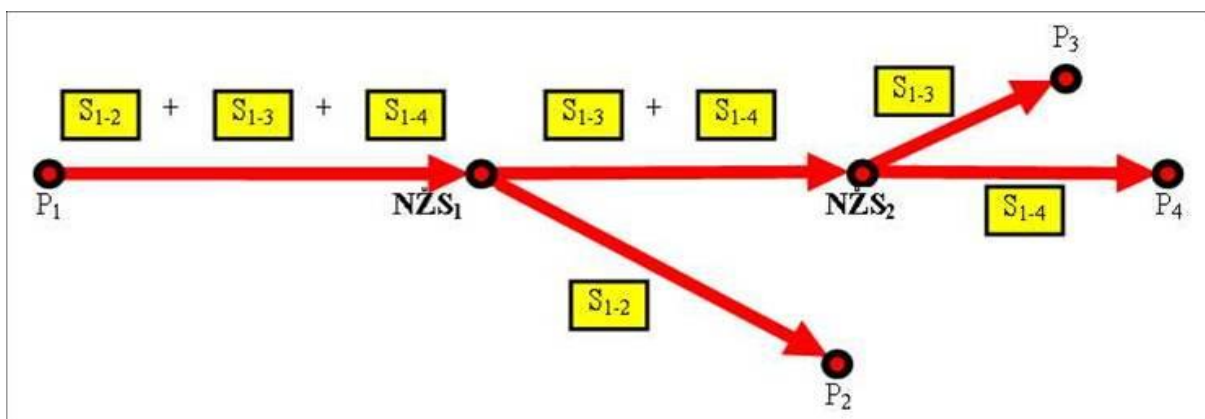 P₃
S₁₋₂ + S₁₋₃ + S₁₋₄ S₁₋₃ + S₁₋₄ S₁₋₃
P₁ NŽS₁ NŽS₂ S₁₋₄ P₄
S₁₋₂
P₂